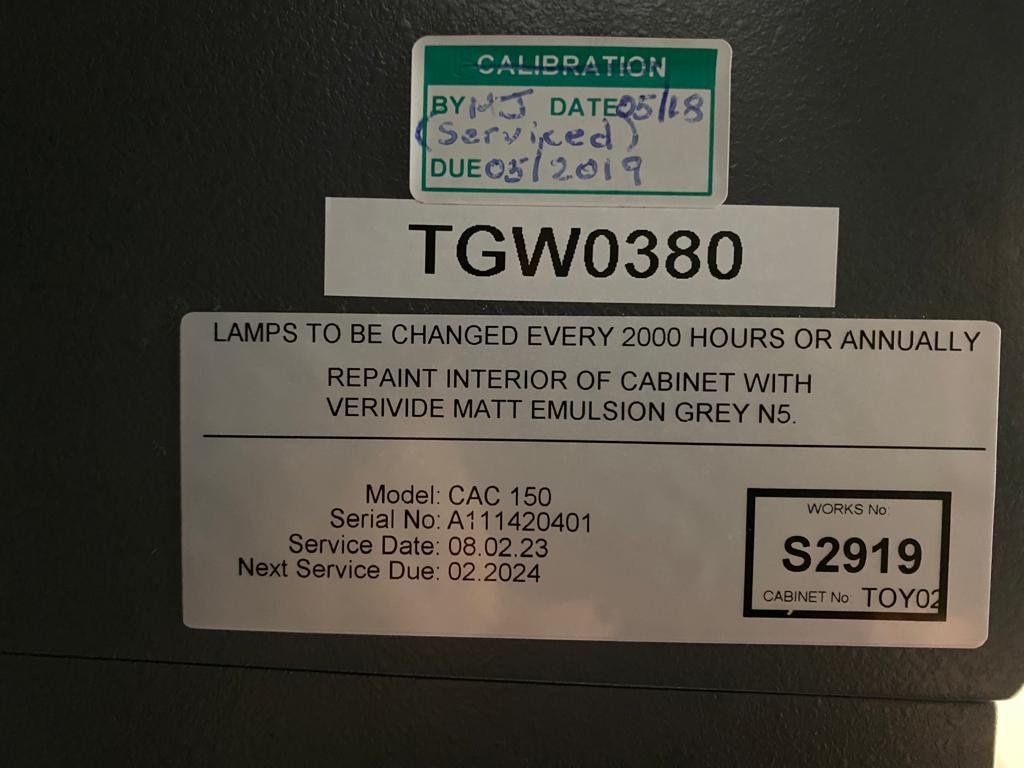 CALIBRATION
BY MJ DATE 05/18
(Serviced)
DUE 05/2019
TGW0380
LAMPS TO BE CHANGED EVERY 2000 HOURS OR ANNUALLY
REPAINT INTERIOR OF CABINET WITH
VERIVIDE MATT EMULSION GREY N5.
Model: CAC 150
Serial No: A111420401
Service Date: 08.02.23
Next Service Due: 02.2024
WORKS No:
S2919
CABINET No: TOY02